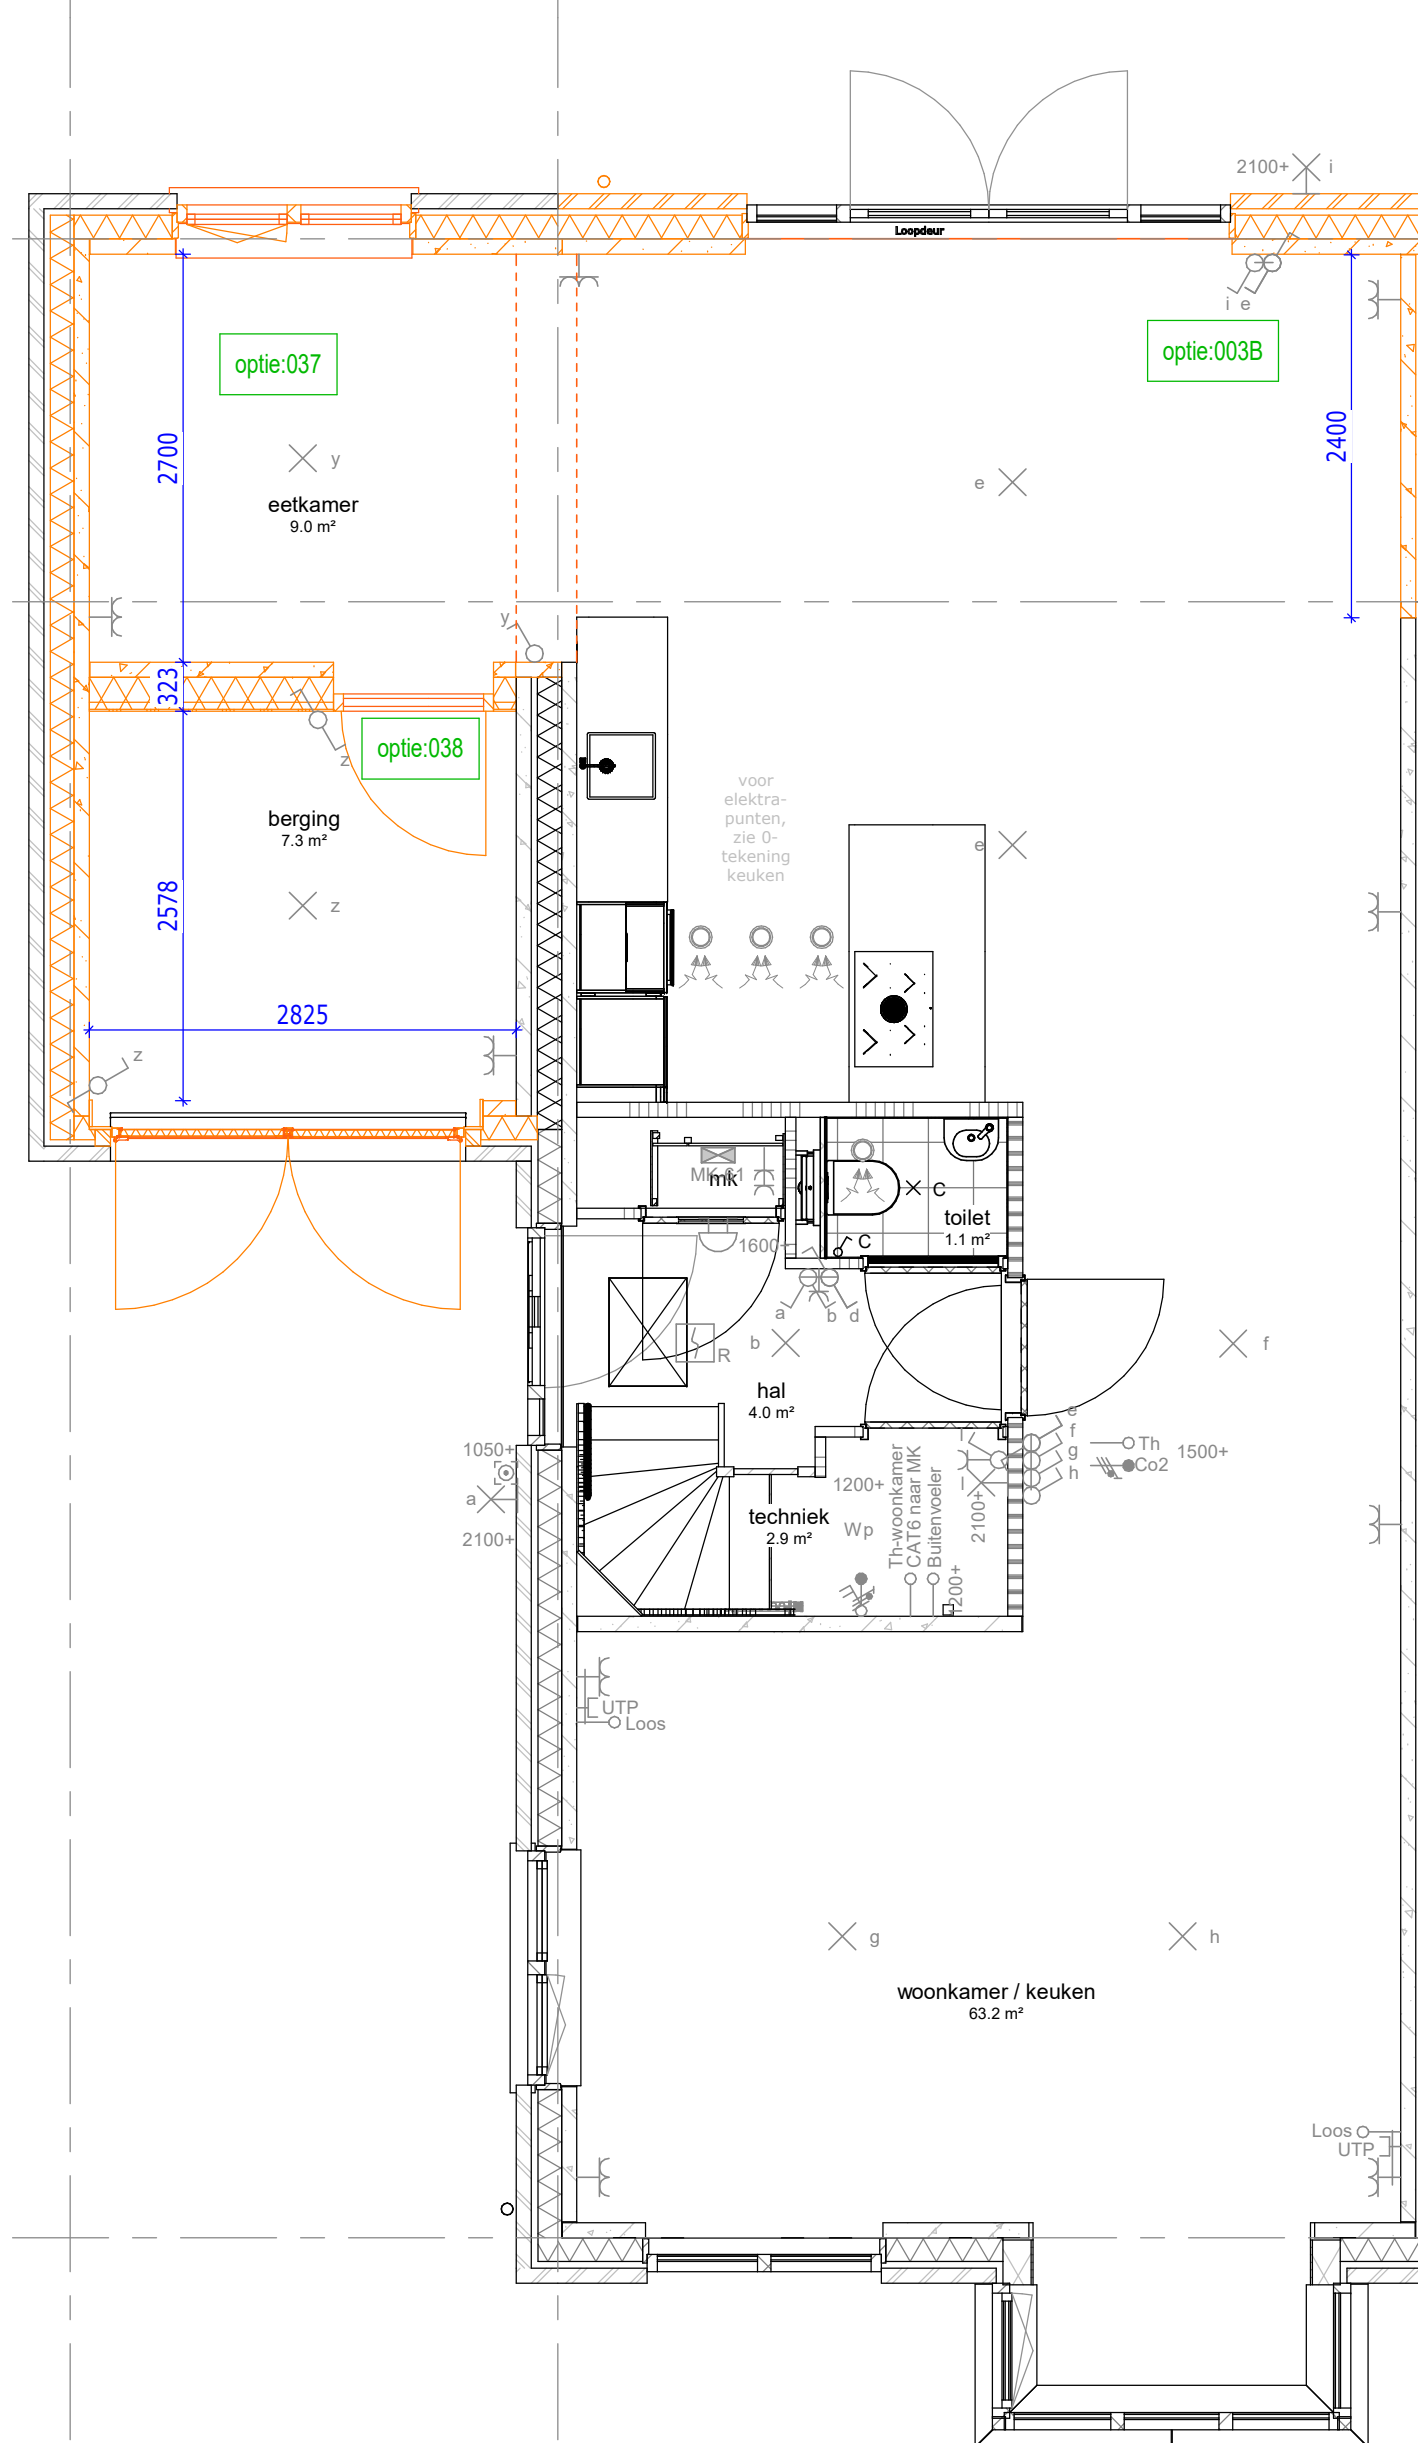 2100+
i
Loopdeur
i
e
optie:037
optie:003B
2700
2400
y
e
eetkamer
9.0 m²
y
323
z
optie:038
voor
elektra-
punten,
zie 0-
tekening
keuken
berging
7.3 m²
e
2578
z
2825
z
mk
C
toilet
1.1 m²
C
1600+
a
b
d
b
R
f
hal
4.0 m²
e
f
g
h
Th
Co2
1500+
1050+
a
2100+
1200+
techniek
2.9 m²
Wp
Th-woonkamer
CAT6 naar MK
Buitenvoeler
2100+
l
l
1200+
UTP
Loos
g
h
woonkamer / keuken
63.2 m²
Loos
UTP